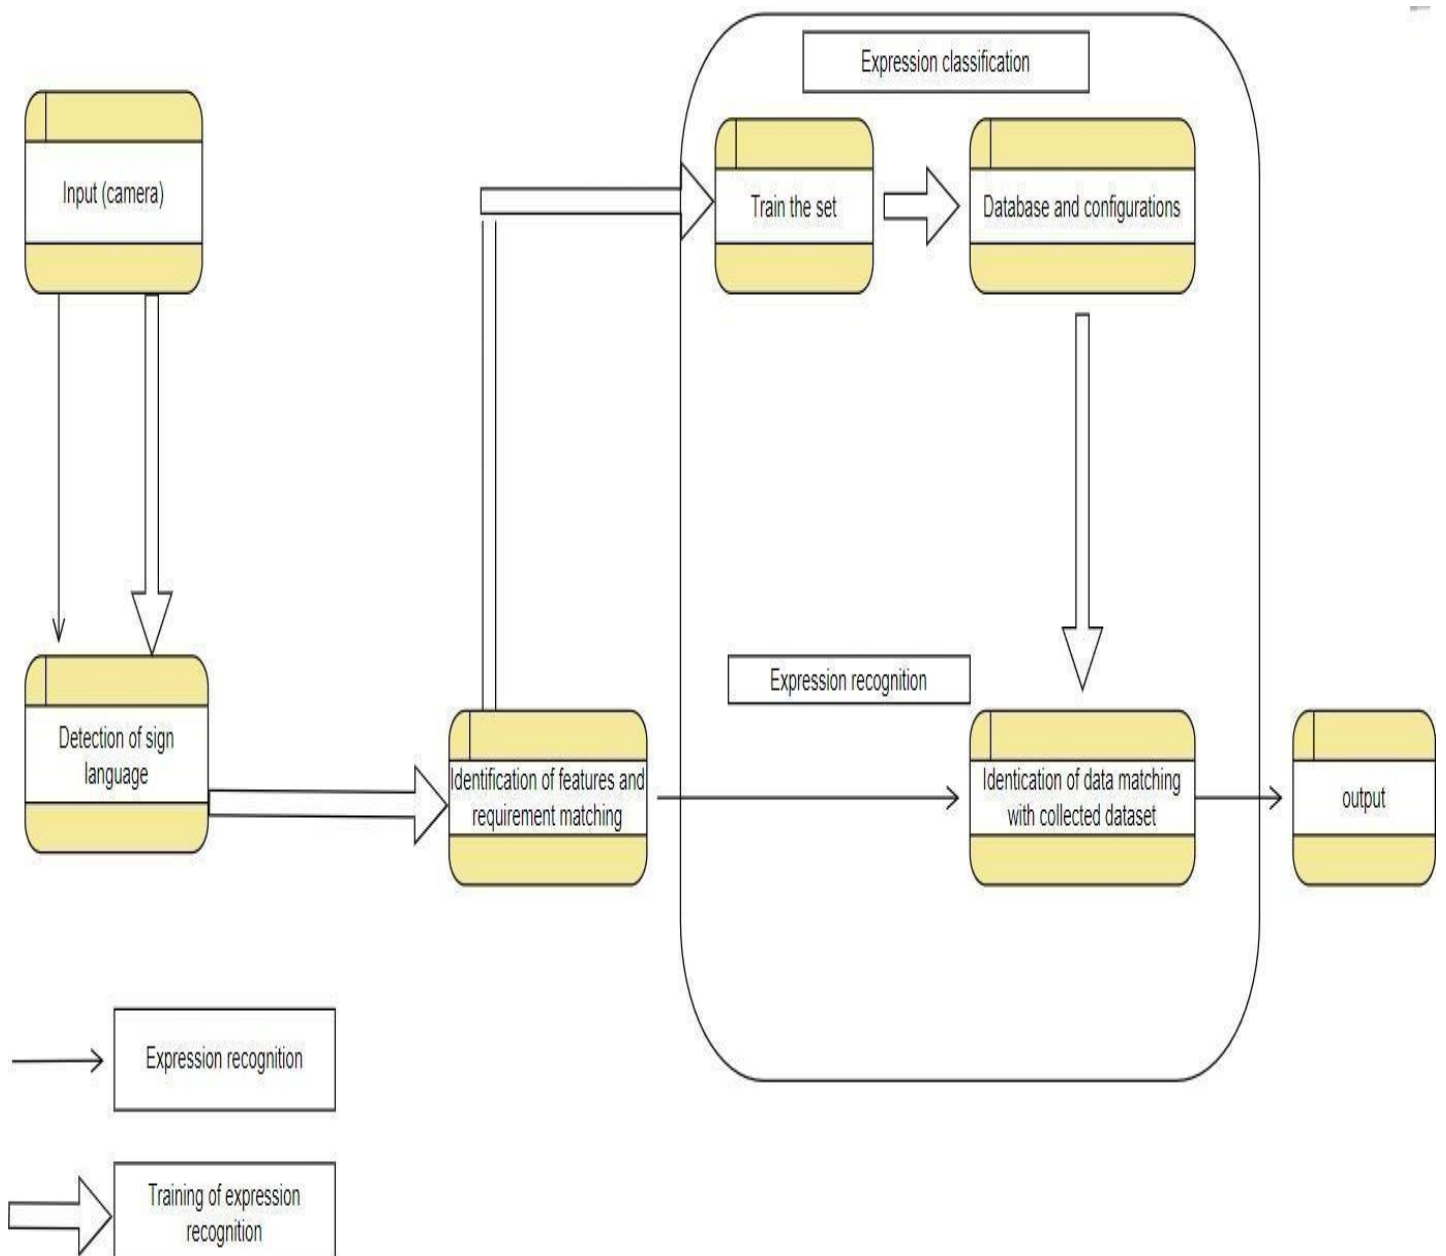 Expression classification
Input (camera)
Train the set
Database and configurations
Expression recognition
Detection of sign
language
Identification of features and
requirement matching
Identication of data matching
with collected dataset
output
Expression recognition
Training of expression
recognition